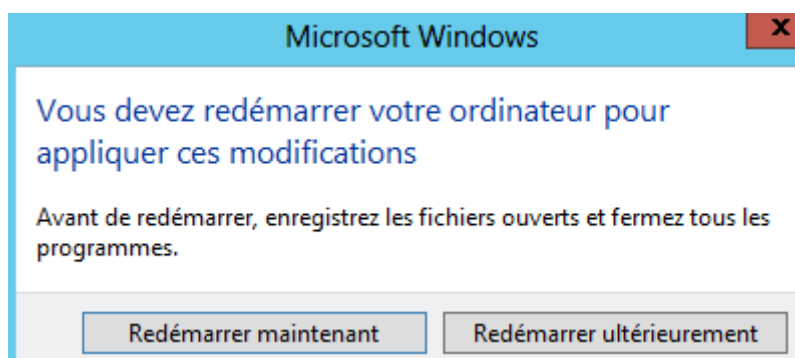 Microsoft Windows
x
Vous devez redémarrer votre ordinateur pour
appliquer ces modifications
Avant de redémarrer, enregistrez les fichiers ouverts et fermez tous les
programmes.
Redémarrer maintenant
Redémarrer ultérieurement